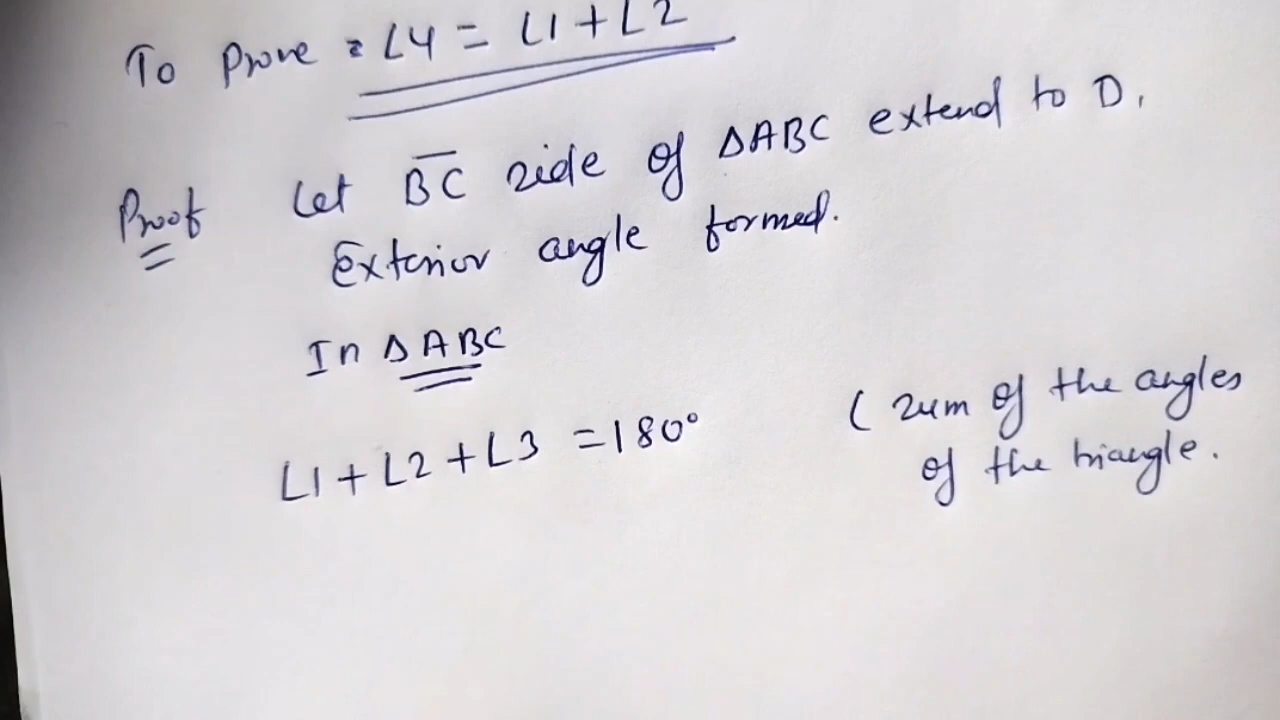 To Prove : ∠4 = ∠1 + ∠2
Proof Let BC side of ΔABC extend to D.
Exterior angle formed.
In ΔABC
∠1 + ∠2 + ∠3 = 180° ( sum of the angles
of the triangle.